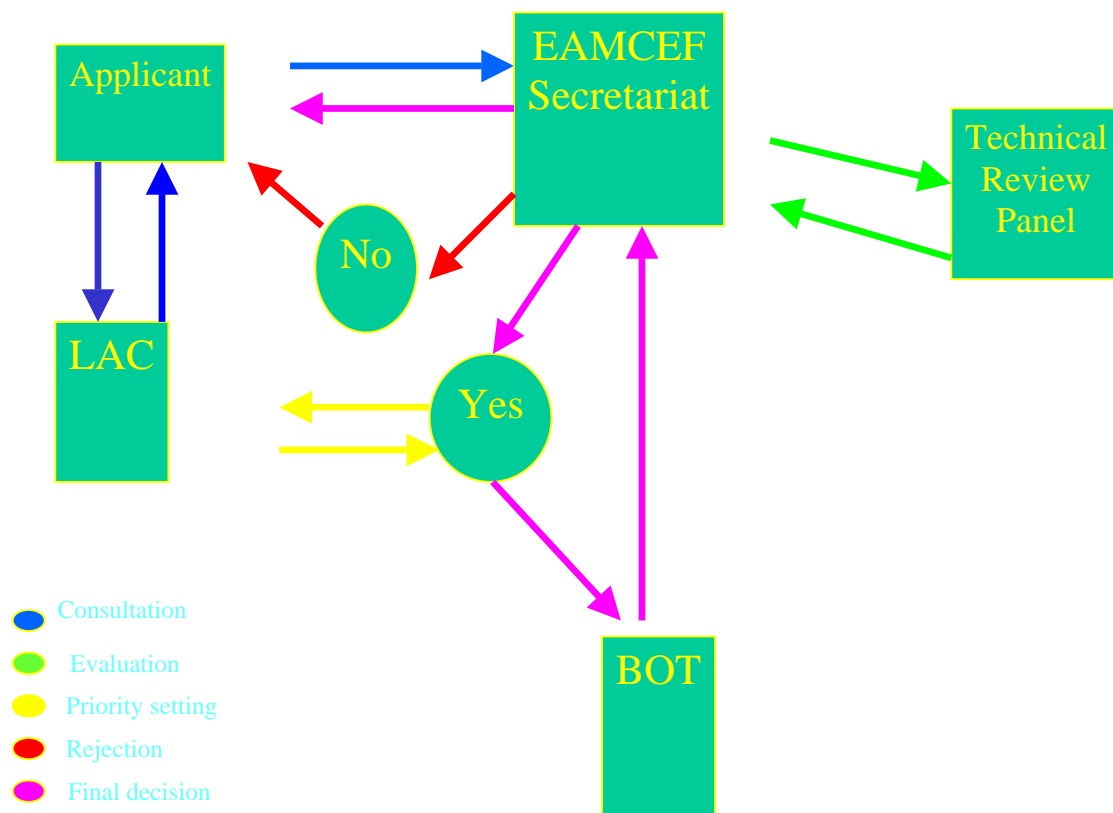 Applicant
EAMCEF
Secretariat
Technical
Review
Panel
No
LAC
Yes
BOT
Consultation
Evaluation
Priority setting
Rejection
Final decision